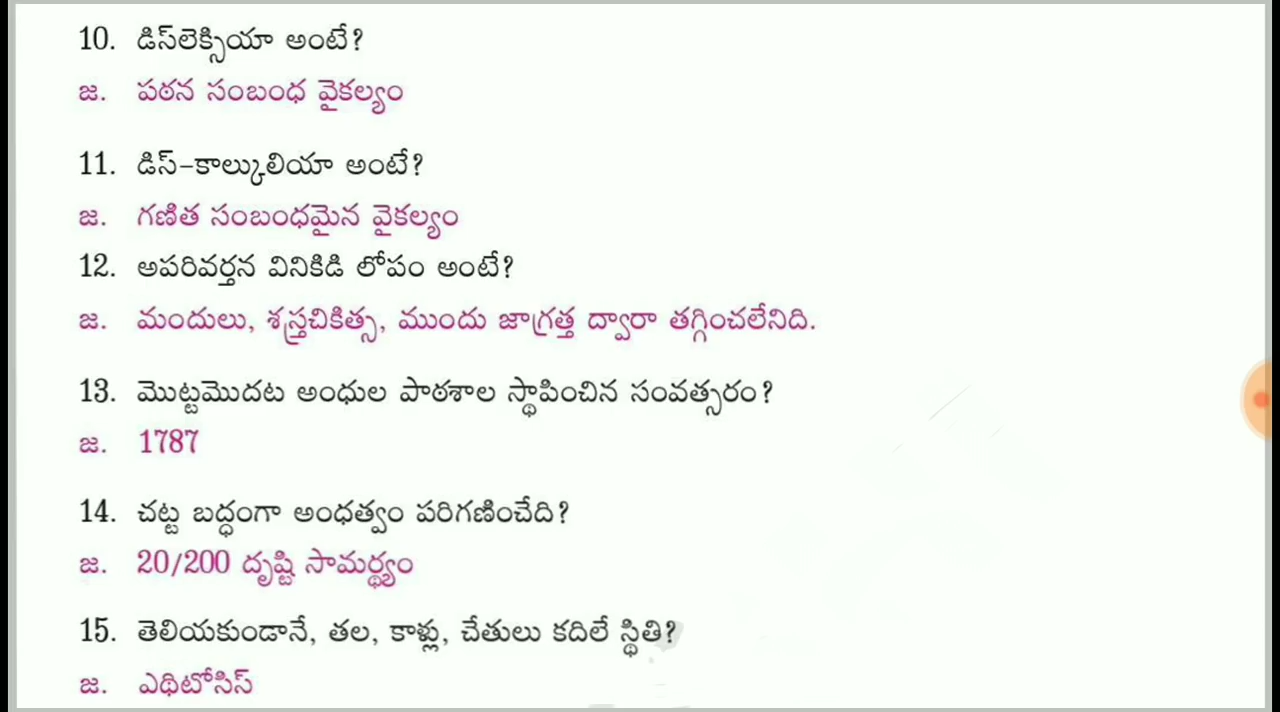 10. డిస్‌లెక్సియా అంటే?
జ. పఠన సంబంధ వైకల్యం
11. డిస్-కాల్కులియా అంటే?
జ. గణిత సంబంధమైన వైకల్యం
12. అపరివర్తన వినికిడి లోపం అంటే?
జ. మందులు, శస్త్రచికిత్స, ముందు జాగ్రత్త ద్వారా తగ్గించలేనిది.
13. మొట్టమొదట అంధుల పాఠశాల స్థాపించిన సంవత్సరం?
జ. 1787
14. చట్ట బద్ధంగా అంధత్వం పరిగణించేది?
జ. 20/200 దృష్టి సామర్థ్యం
15. తెలియకుండానే, తల, కాళ్లు, చేతులు కదిలే స్థితి?
జ. ఎథిటోసిస్